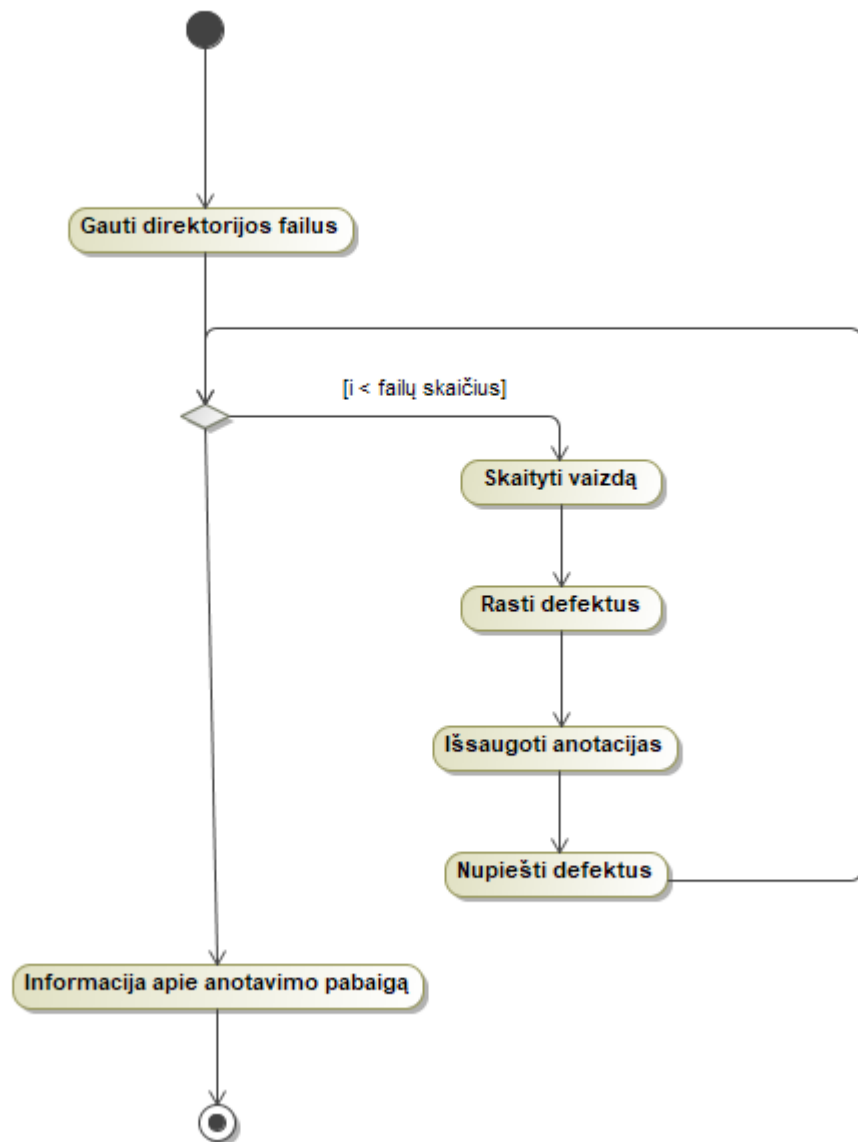 Gauti direktorijos failus
[i < failų skaičius]
Skaityti vaizdą
Rasti defektus
Išsaugoti anotacijas
Nupiešti defektus
Informacija apie anotavimo pabaigą